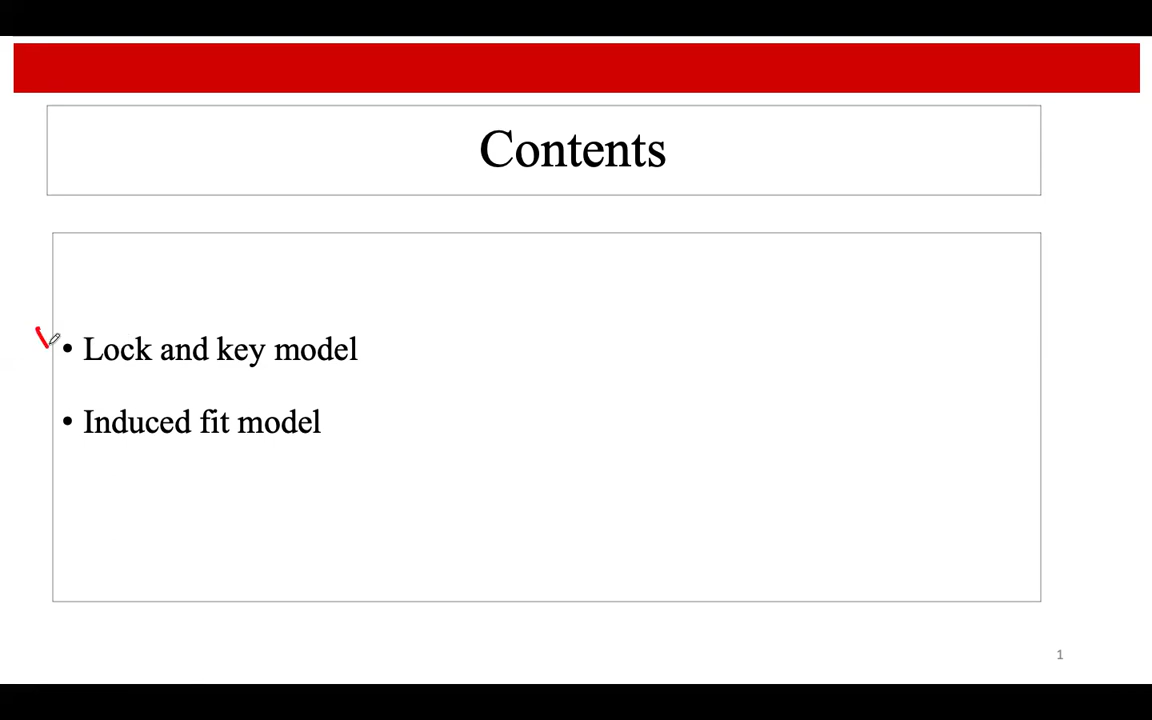 Contents
• Lock and key model
• Induced fit model
1